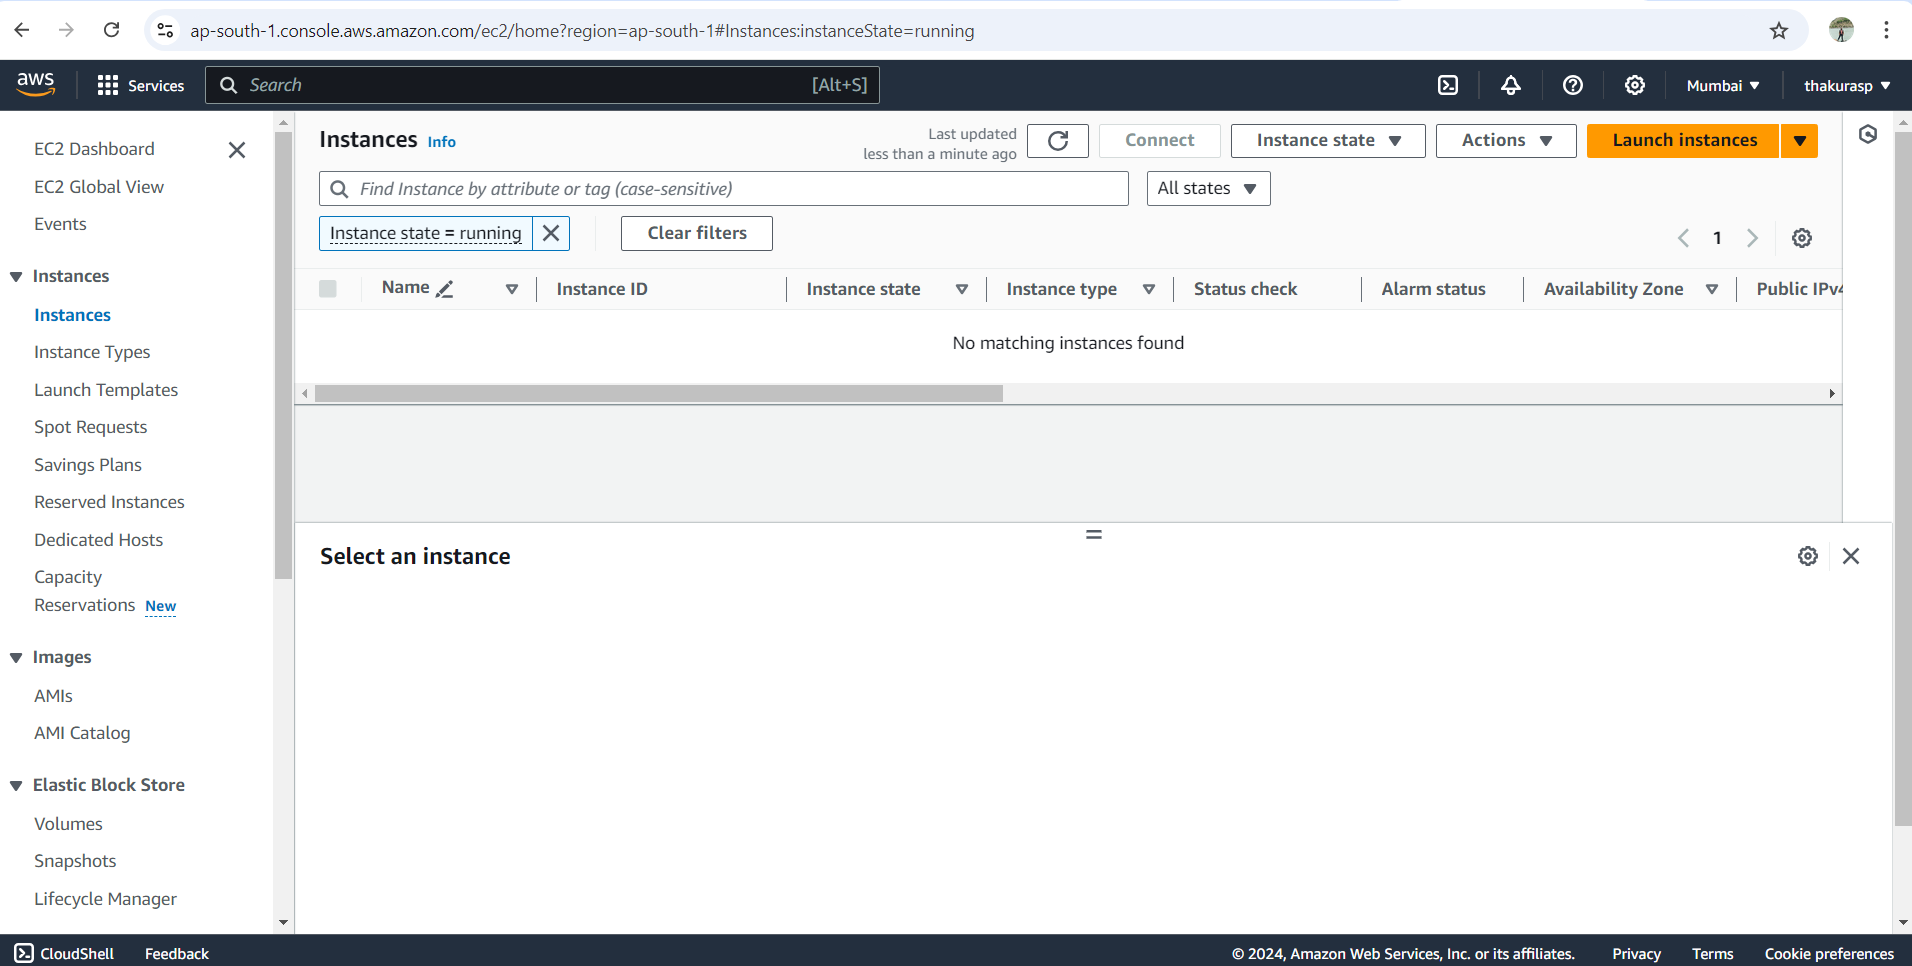 ap-south-1.console.aws.amazon.com/ec2/home?region=ap-south-1#Instances:instanceState=running
aws
Services
Search
[Alt+S]
Mumbai
thakurasp
EC2 Dashboard
EC2 Global View
Events
Instances
Instances
Instance Types
Launch Templates
Spot Requests
Savings Plans
Reserved Instances
Dedicated Hosts
Capacity
Reservations New
Images
AMIs
AMI Catalog
Elastic Block Store
Volumes
Snapshots
Lifecycle Manager
Instances Info
Last updated
less than a minute ago
Connect
Instance state
Actions
Launch instances
Find Instance by attribute or tag (case-sensitive)
All states
Instance state = running
Clear filters
1
Name
Instance ID
Instance state
Instance type
Status check
Alarm status
Availability Zone
Public IPv4
No matching instances found
Select an instance
CloudShell
Feedback
© 2024, Amazon Web Services, Inc. or its affiliates.
Privacy
Terms
Cookie preferences